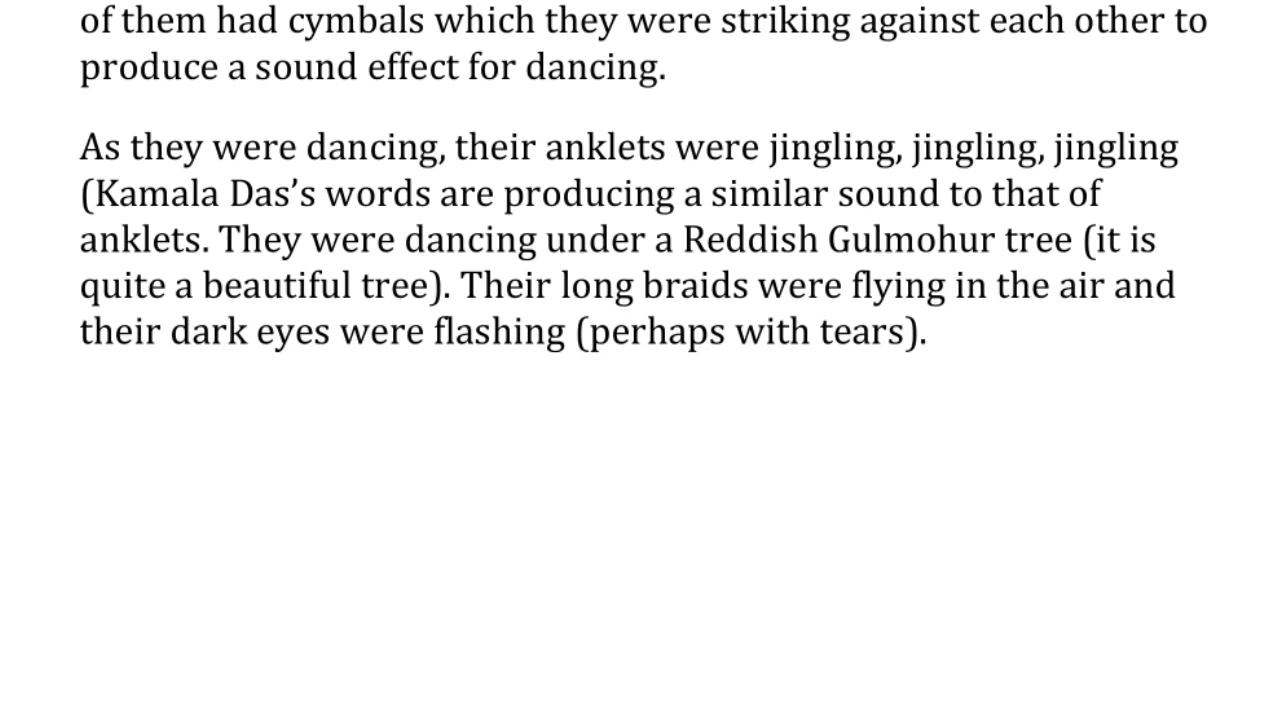 of them had cymbals which they were striking against each other to
produce a sound effect for dancing.
As they were dancing, their anklets were jingling, jingling, jingling
(Kamala Das’s words are producing a similar sound to that of
anklets. They were dancing under a Reddish Gulmohur tree (it is
quite a beautiful tree). Their long braids were flying in the air and
their dark eyes were flashing (perhaps with tears).